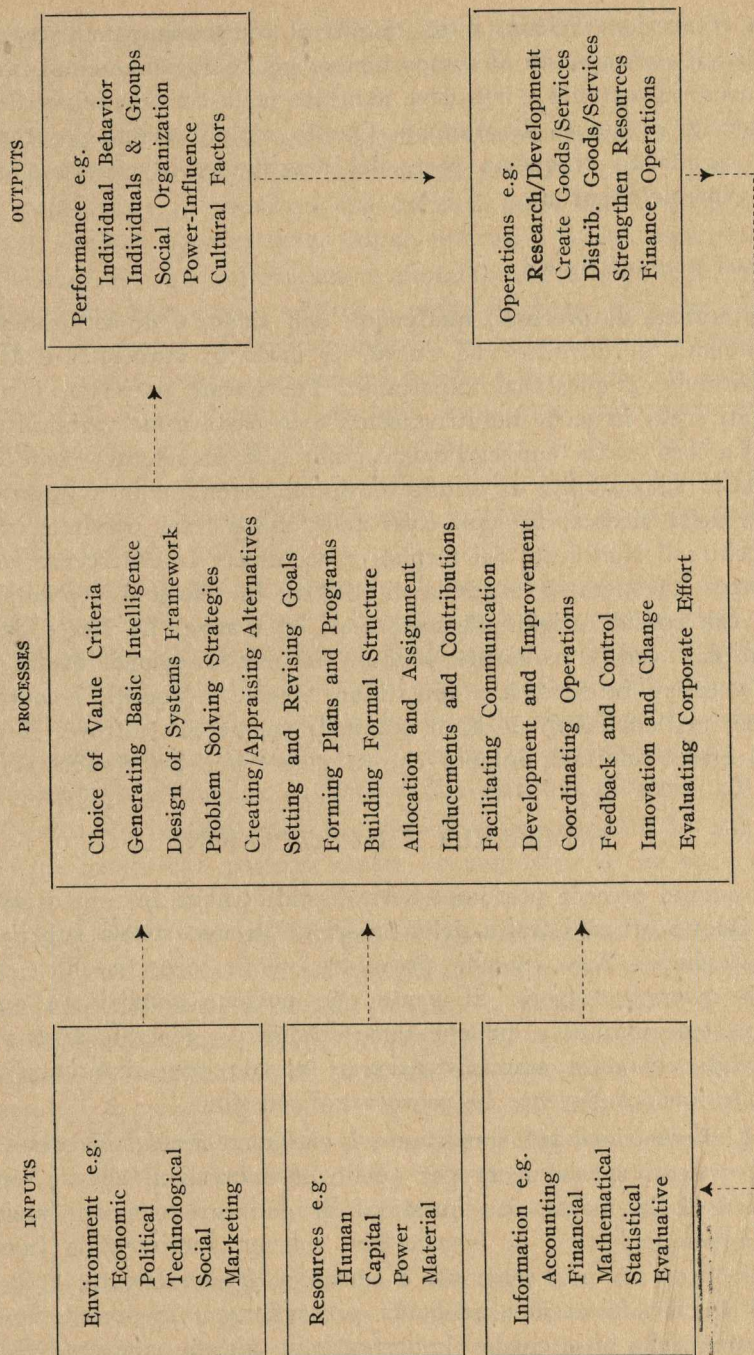 INPUTS
Environment e.g.
Economic
Political
Technological
Social
Marketing
Resources e.g.
Human
Capital
Power
Material
Information e.g.
Accounting
Financial
Mathematical
Statistical
Evaluative
PROCESSES
Choice of Value Criteria
Generating Basic Intelligence
Design of Systems Framework
Problem Solving Strategies
Creating/Appraising Alternatives
Setting and Revising Goals
Forming Plans and Programs
Building Formal Structure
Allocation and Assignment
Inducements and Contributions
Facilitating Communication
Development and Improvement
Coordinating Operations
Feedback and Control
Innovation and Change
Evaluating Corporate Effort
OUTPUTS
Performance e.g.
Individual Behavior
Individuals & Groups
Social Organization
Power-Influence
Cultural Factors
Operations e.g.
Research/Development
Create Goods/Services
Distrib. Goods/Services
Strengthen Resources
Finance Operations